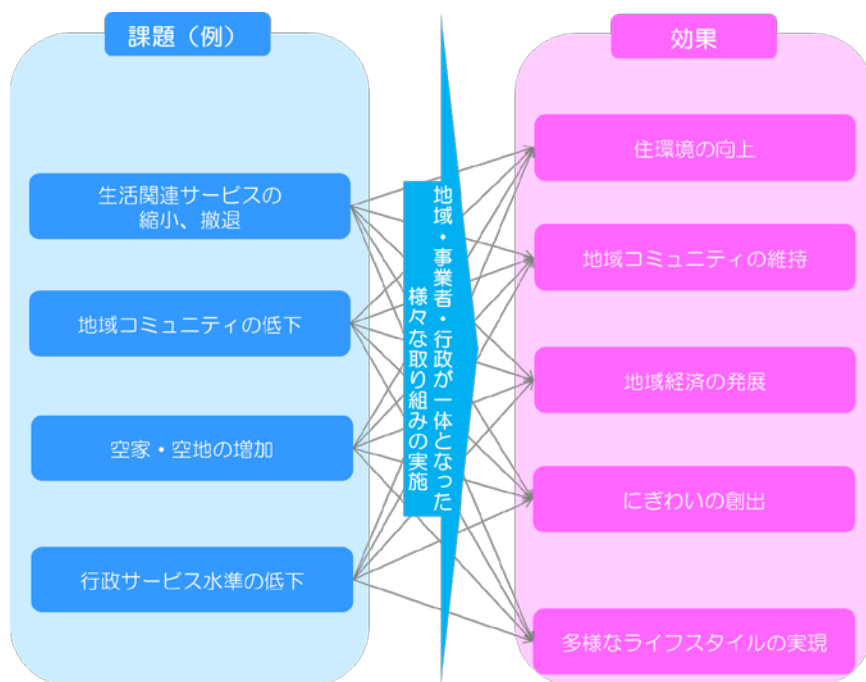 課題（例）
生活関連サービスの
縮小、撤退
地域コミュニティの低下
空家・空地の増加
行政サービス水準の低下
地域・事業者・行政が一体となった
様々な取り組みの実施
効果
住環境の向上
地域コミュニティの維持
地域経済の発展
にぎわいの創出
多様なライフスタイルの実現